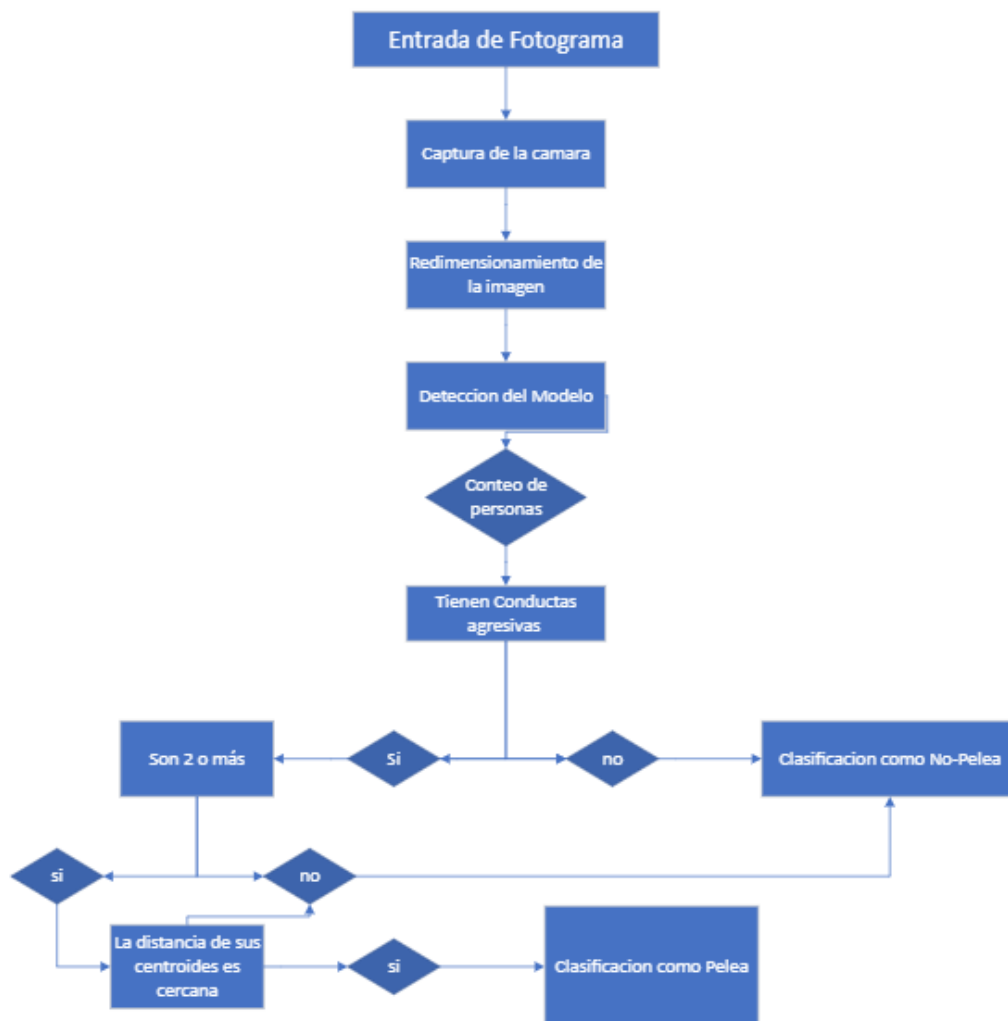 Entrada de Fotograma
Captura de la camara
Redimensionamiento de
la imagen
Deteccion del Modelo
Conteo de
personas
Tienen Conductas
agresivas
Son 2 o más
Si
no
Clasificacion como No-Pelea
si
no
La distancia de sus
centroides es
cercana
si
Clasificacion como Pelea